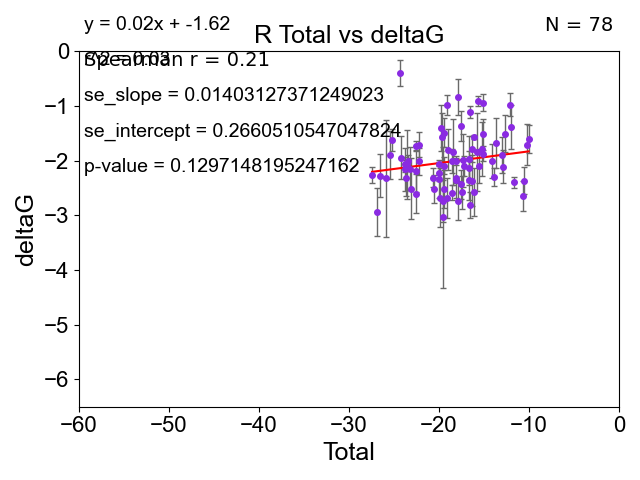 R Total vs deltaG
y = 0.02x + -1.62
N = 78
Spearman r = 0.21
se_slope = 0.01403127371249023
se_intercept = 0.2660510547047824
p-value = 0.1297148195247162
0
−1
−2
−3
−4
−5
−6
deltaG
−60
−50
−40
−30
−20
−10
0
Total